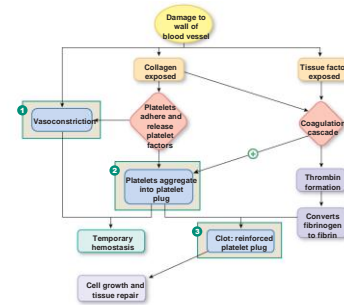 Damage to
wall of
blood vessel
Collagen
exposed
Tissue factor
exposed
1
Vasoconstriction
Platelets
adhere and
release
platelet
factors
Coagulation
cascade
+
2
Platelets aggregate
into platelet
plug
Thrombin
formation
Converts
fibrinogen to
fibrin
Temporary
hemostasis
3
Clot: reinforced
platelet plug
Cell growth and
tissue repair